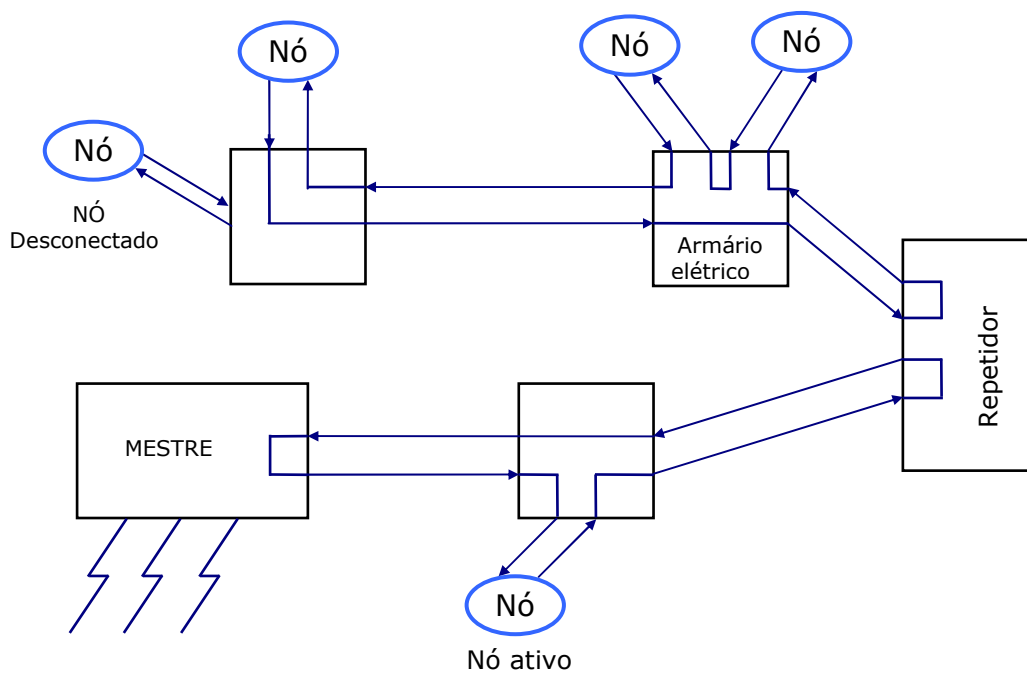 Nó
Nó
Nó
Nó
NÓ
Desconectado
Armário
elétrico
Repetidor
MESTRE
Nó
Nó ativo